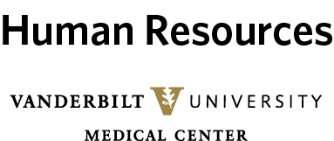 Human Resources
VANDERBILT V UNIVERSITY
MEDICAL CENTER